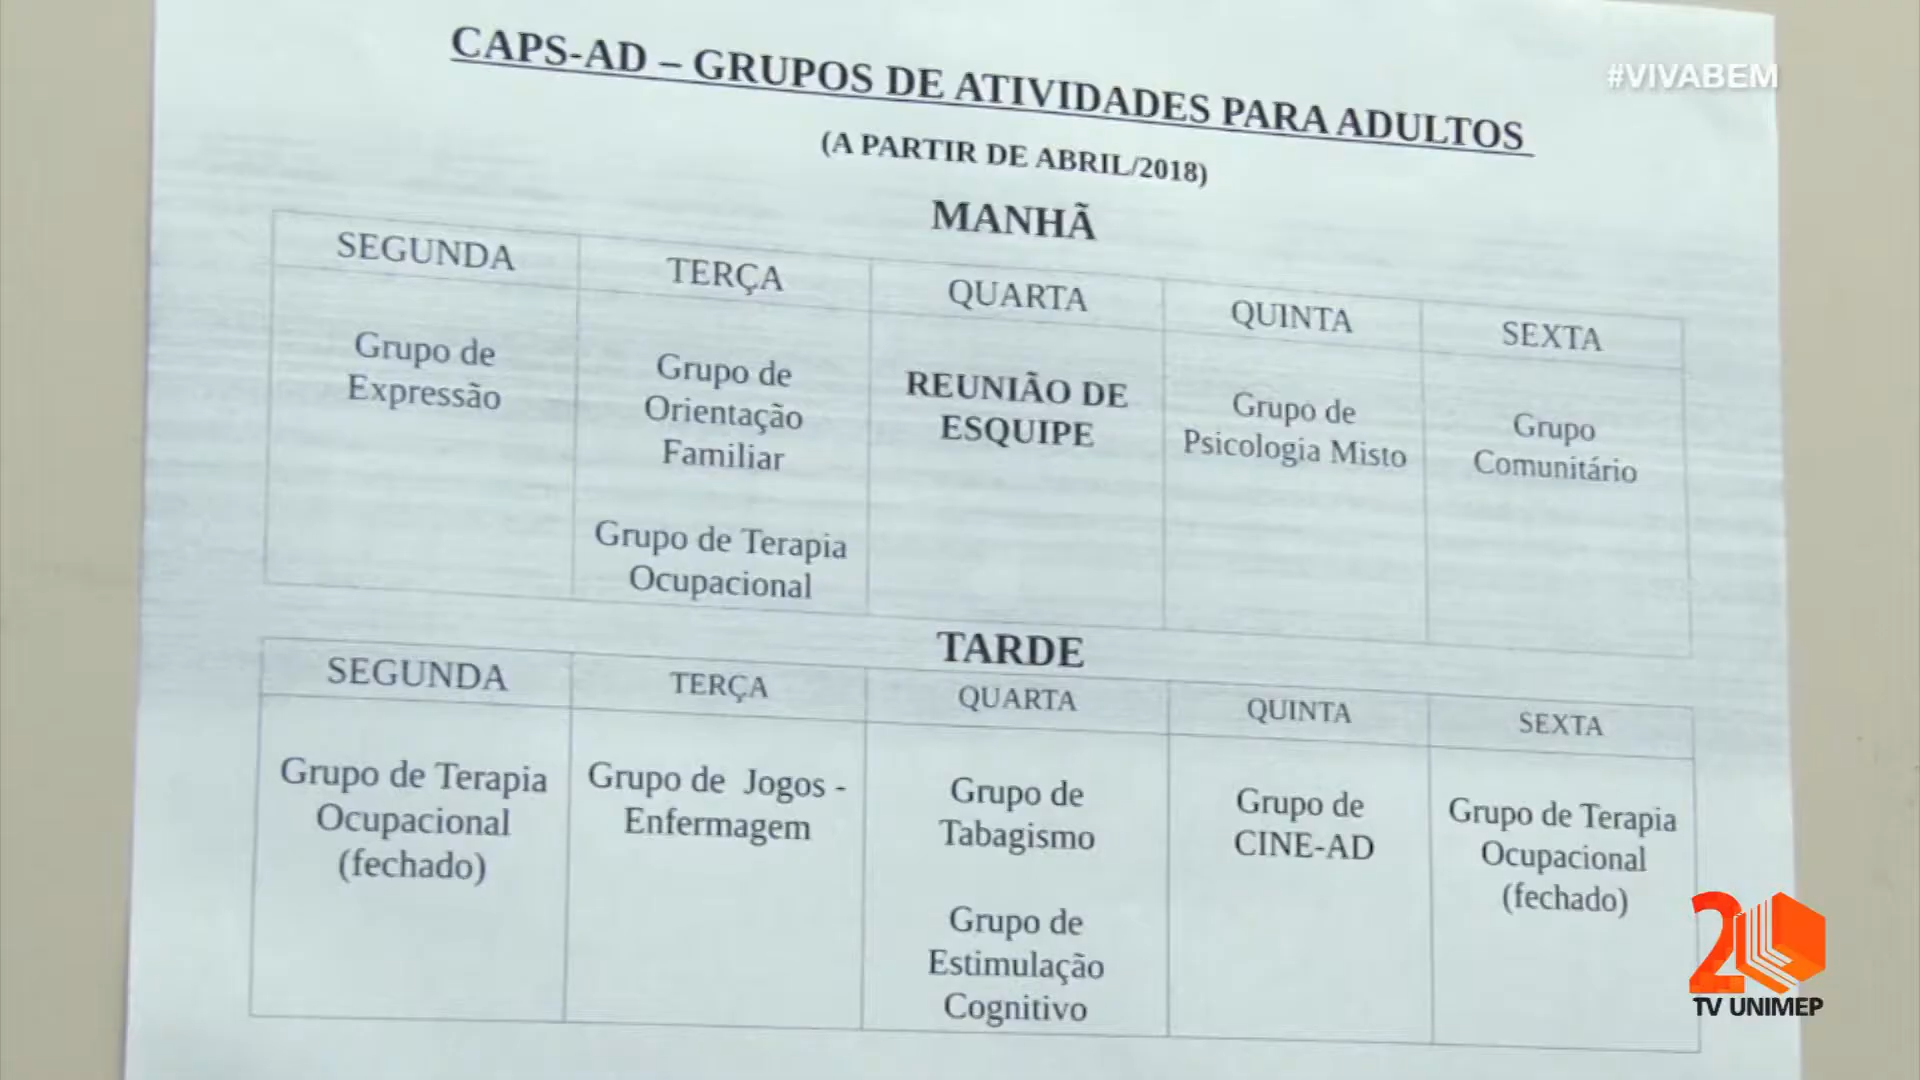 CAPS-AD – GRUPOS DE ATIVIDADES PARA ADULTOS
#VIVABEM
(A PARTIR DE ABRIL/2018)
MANHÃ
SEGUNDA
TERÇA
QUARTA
QUINTA
SEXTA
Grupo de
Expressão
Grupo de
Orientação
Familiar
Grupo de Terapia
Ocupacional
REUNIÃO DE
ESQUIPE
Grupo de
Psicologia Misto
Grupo
Comunitário
TARDE
SEGUNDA
TERÇA
QUARTA
QUINTA
SEXTA
Grupo de Terapia
Ocupacional
(fechado)
Grupo de Jogos -
Enfermagem
Grupo de
Tabagismo
Grupo de
Estimulação
Cognitivo
Grupo de
CINE-AD
Grupo de Terapia
Ocupacional
(fechado)
20
TV UNIMEP